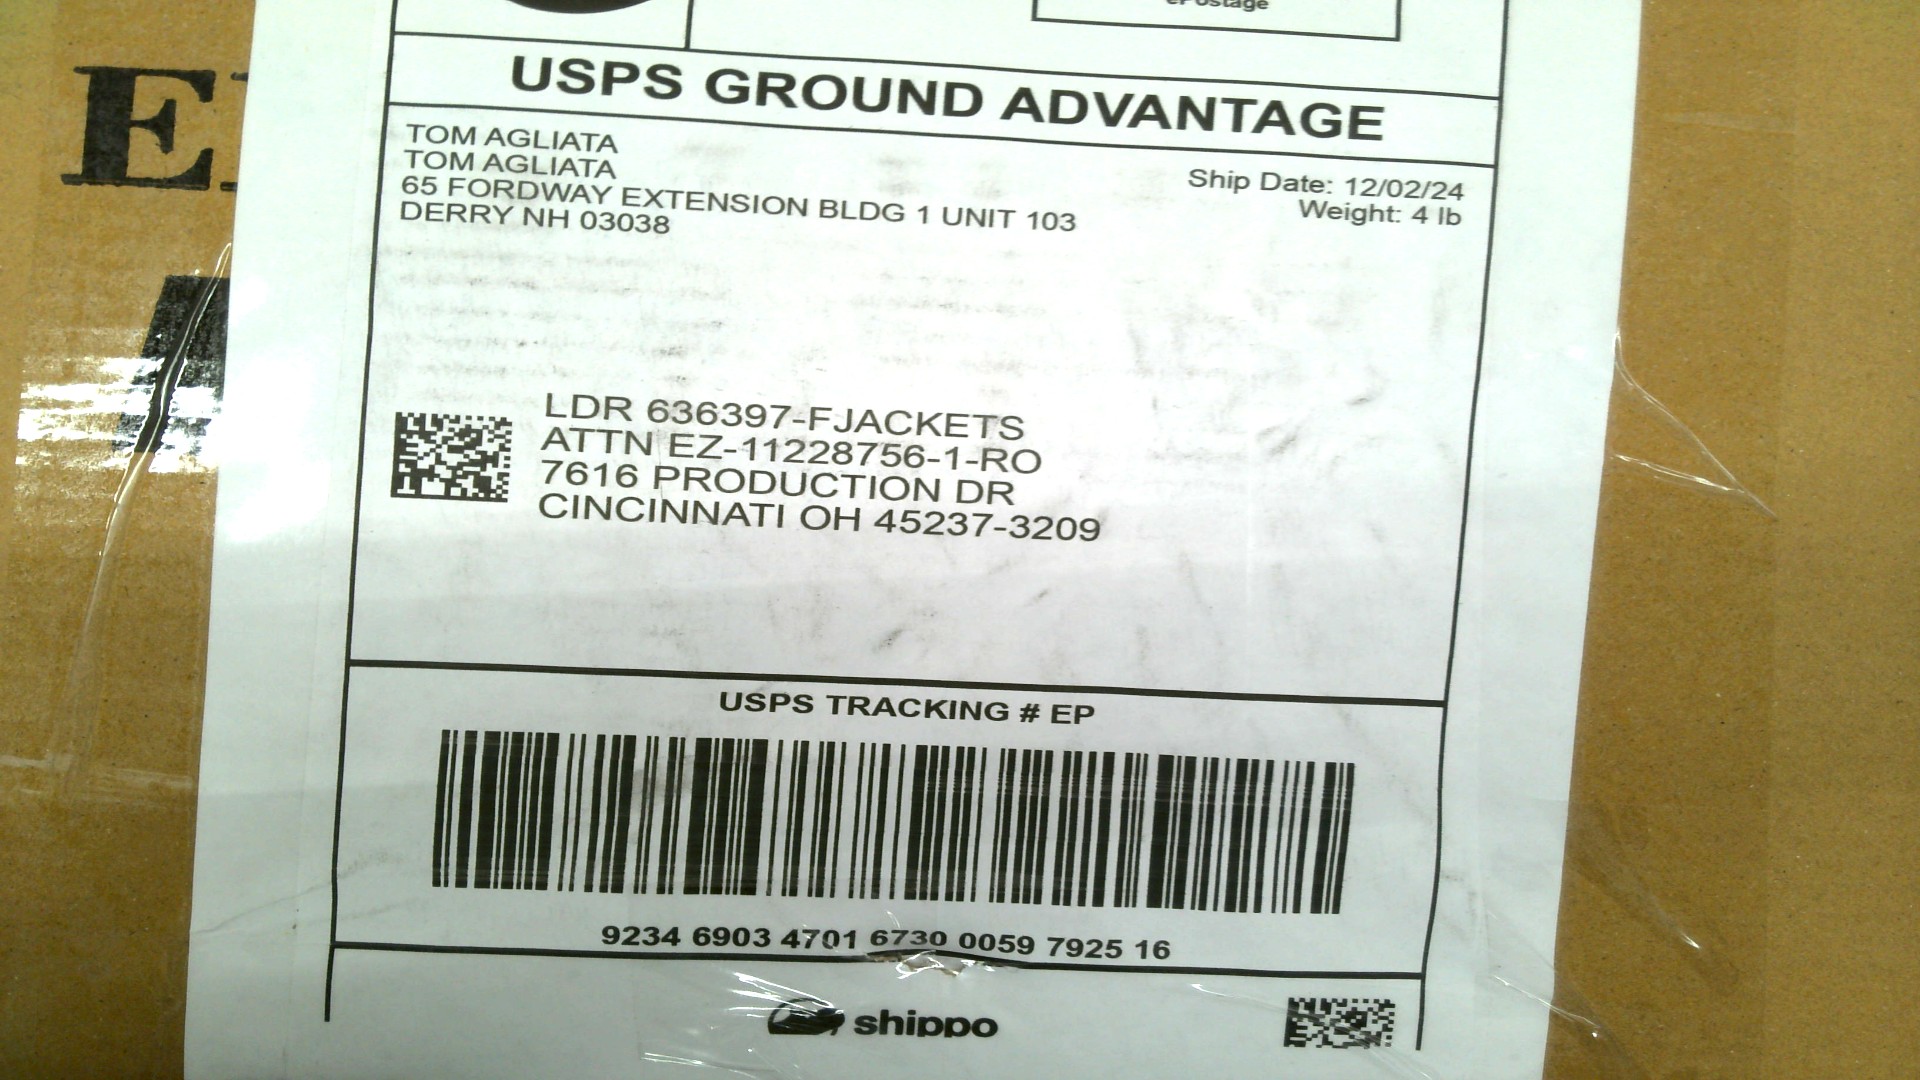 ePostage
E
USPS GROUND ADVANTAGE
TOM AGLIATA
TOM AGLIATA
65 FORDWAY EXTENSION BLDG 1 UNIT 103
DERRY NH 03038
Ship Date: 12/02/24
Weight: 4 lb
LDR 636397-FJACKETS
ATTN EZ-11228756-1-RO
7616 PRODUCTION DR
CINCINNATI OH 45237-3209
USPS TRACKING # EP
9234 6903 4701 6730 0059 7925 16
shippo